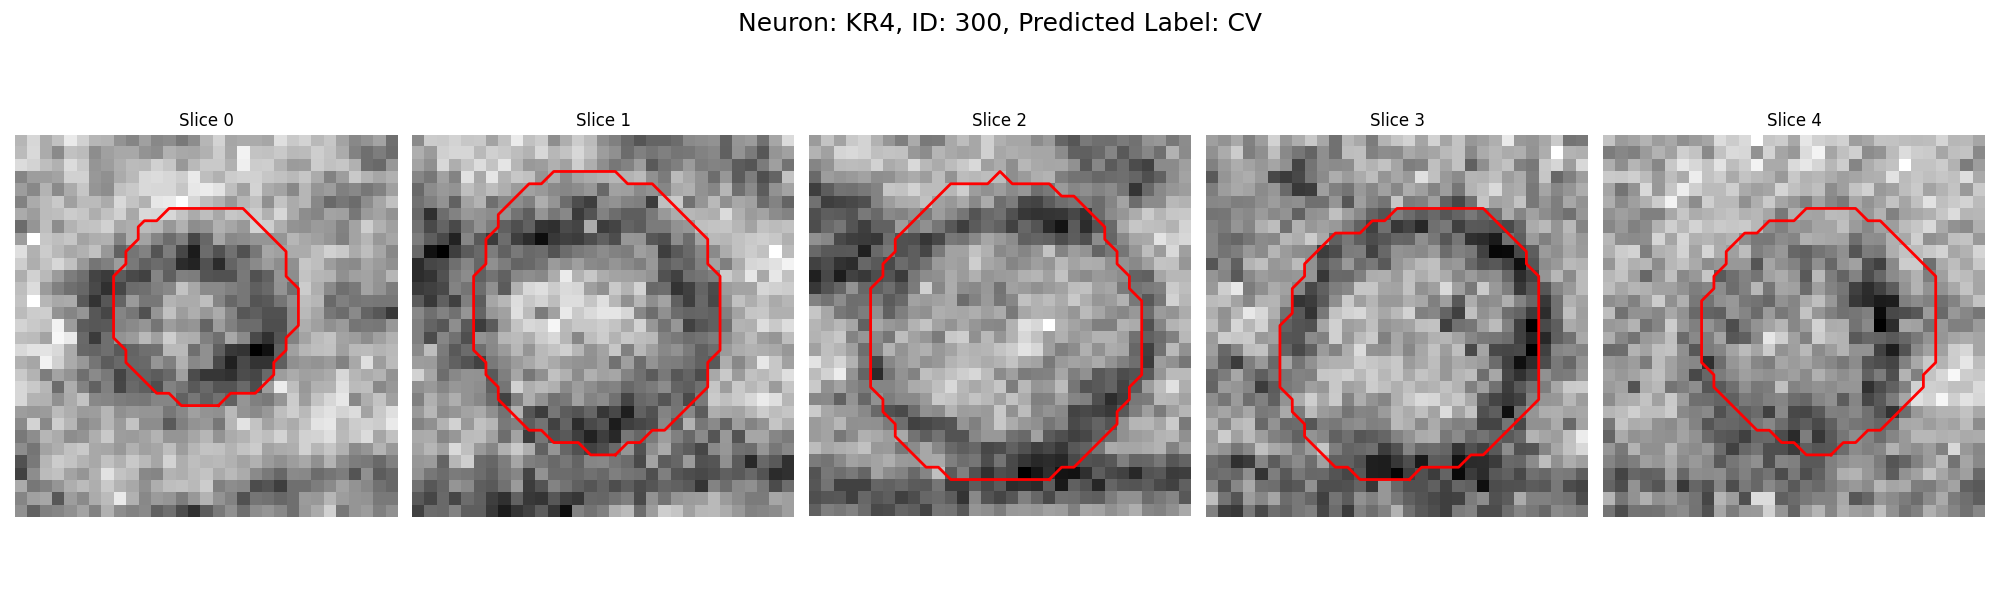 Neuron: KR4, ID: 300, Predicted Label: CV
Slice 0
Slice 1
Slice 2
Slice 3
Slice 4